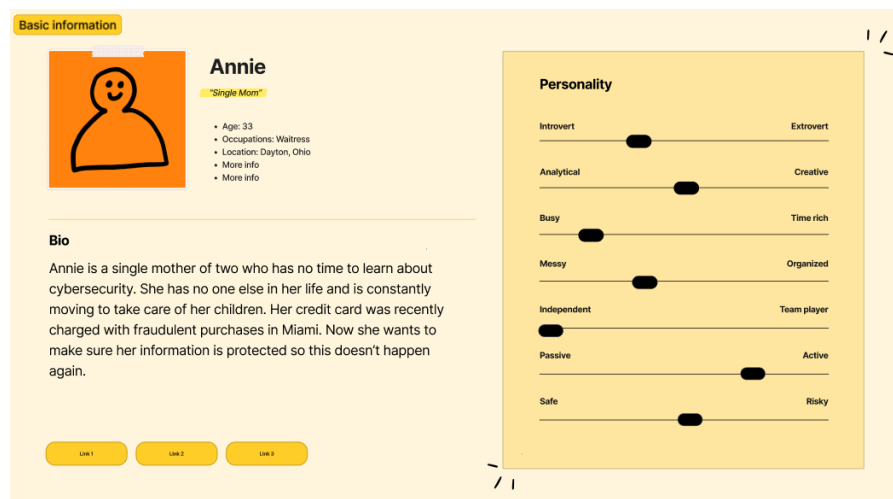 Basic information
Annie
"Single Mom"
• Age: 33
• Occupations: Waitress
• Location: Dayton, Ohio
• More info
• More info
Bio
Annie is a single mother of two who has no time to learn about
cybersecurity. She has no one else in her life and is constantly
moving to take care of her children. Her credit card was recently
charged with fraudulent purchases in Miami. Now she wants to
make sure her information is protected so this doesn’t happen
again.
Link 1
Link 2
Link 3
Personality
Introvert Extrovert
Analytical Creative
Busy Time rich
Messy Organized
Independent Team player
Passive Active
Safe Risky